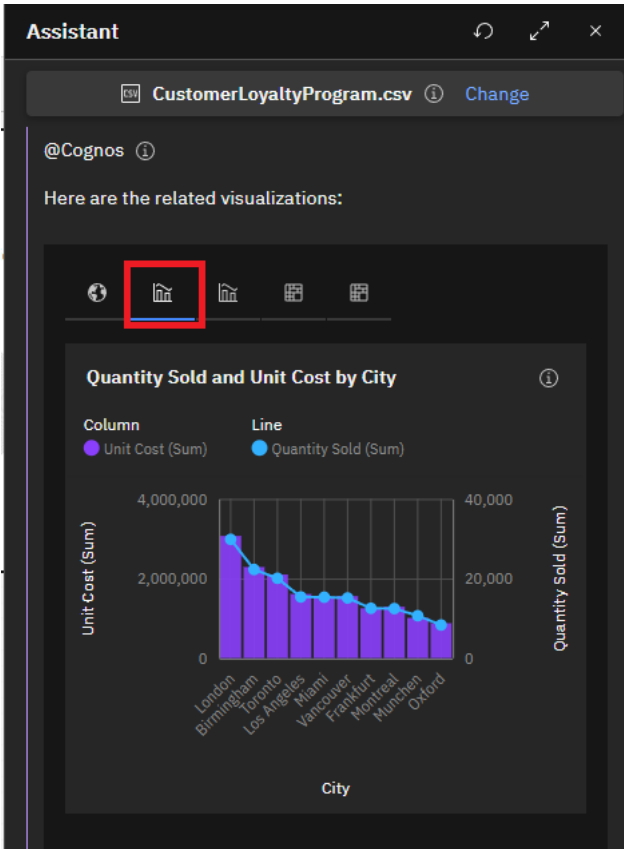 Assistant
CSV CustomerLoyaltyProgram.csv Change
@Cognos
Here are the related visualizations:
Quantity Sold and Unit Cost by City
Column Line
Unit Cost (Sum) Quantity Sold (Sum)
4,000,000 40,000
2,000,000 20,000
0 0
Unit Cost (Sum)
Quantity Sold (Sum)
London
Birmingham
Toronto
Los Angeles
Miami
Vancouver
Frankfurt
Montreal
Munchen
Oxford
City